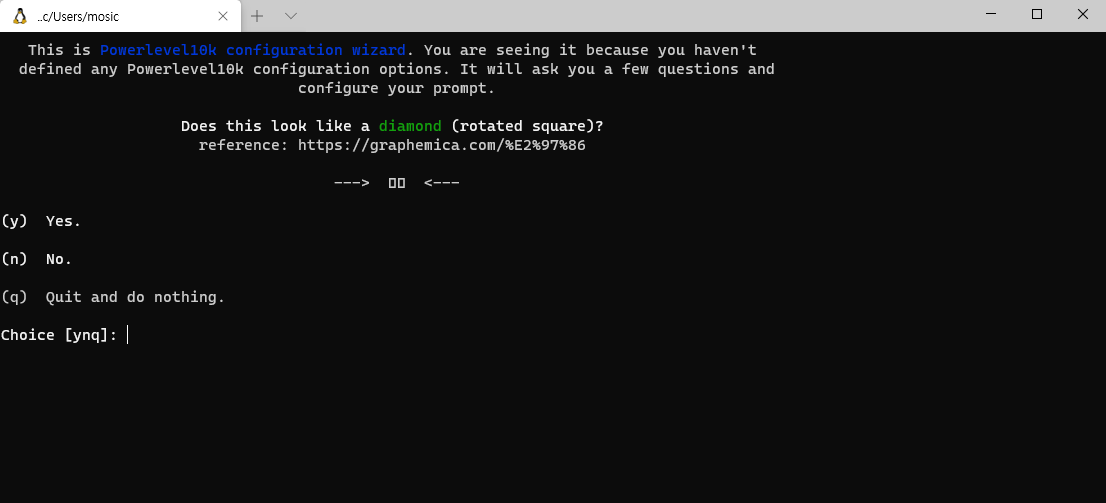 ..c/Users/mosic
This is Powerlevel10k configuration wizard. You are seeing it because you haven't
defined any Powerlevel10k configuration options. It will ask you a few questions and
configure your prompt.
Does this look like a diamond (rotated square)?
reference: https://graphemica.com/%E2%97%86
---> ▯▯ <---
(y) Yes.
(n) No.
(q) Quit and do nothing.
Choice [ynq]: